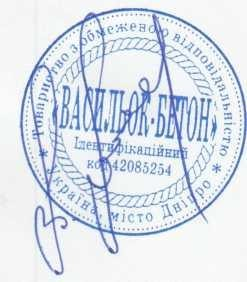 Товариство з обмеженою відповідальністю
«ВАСИЛЬОК-БЕТОН»
Ідентифікаційний
код 42085254
* Україна, місто Дніпро *